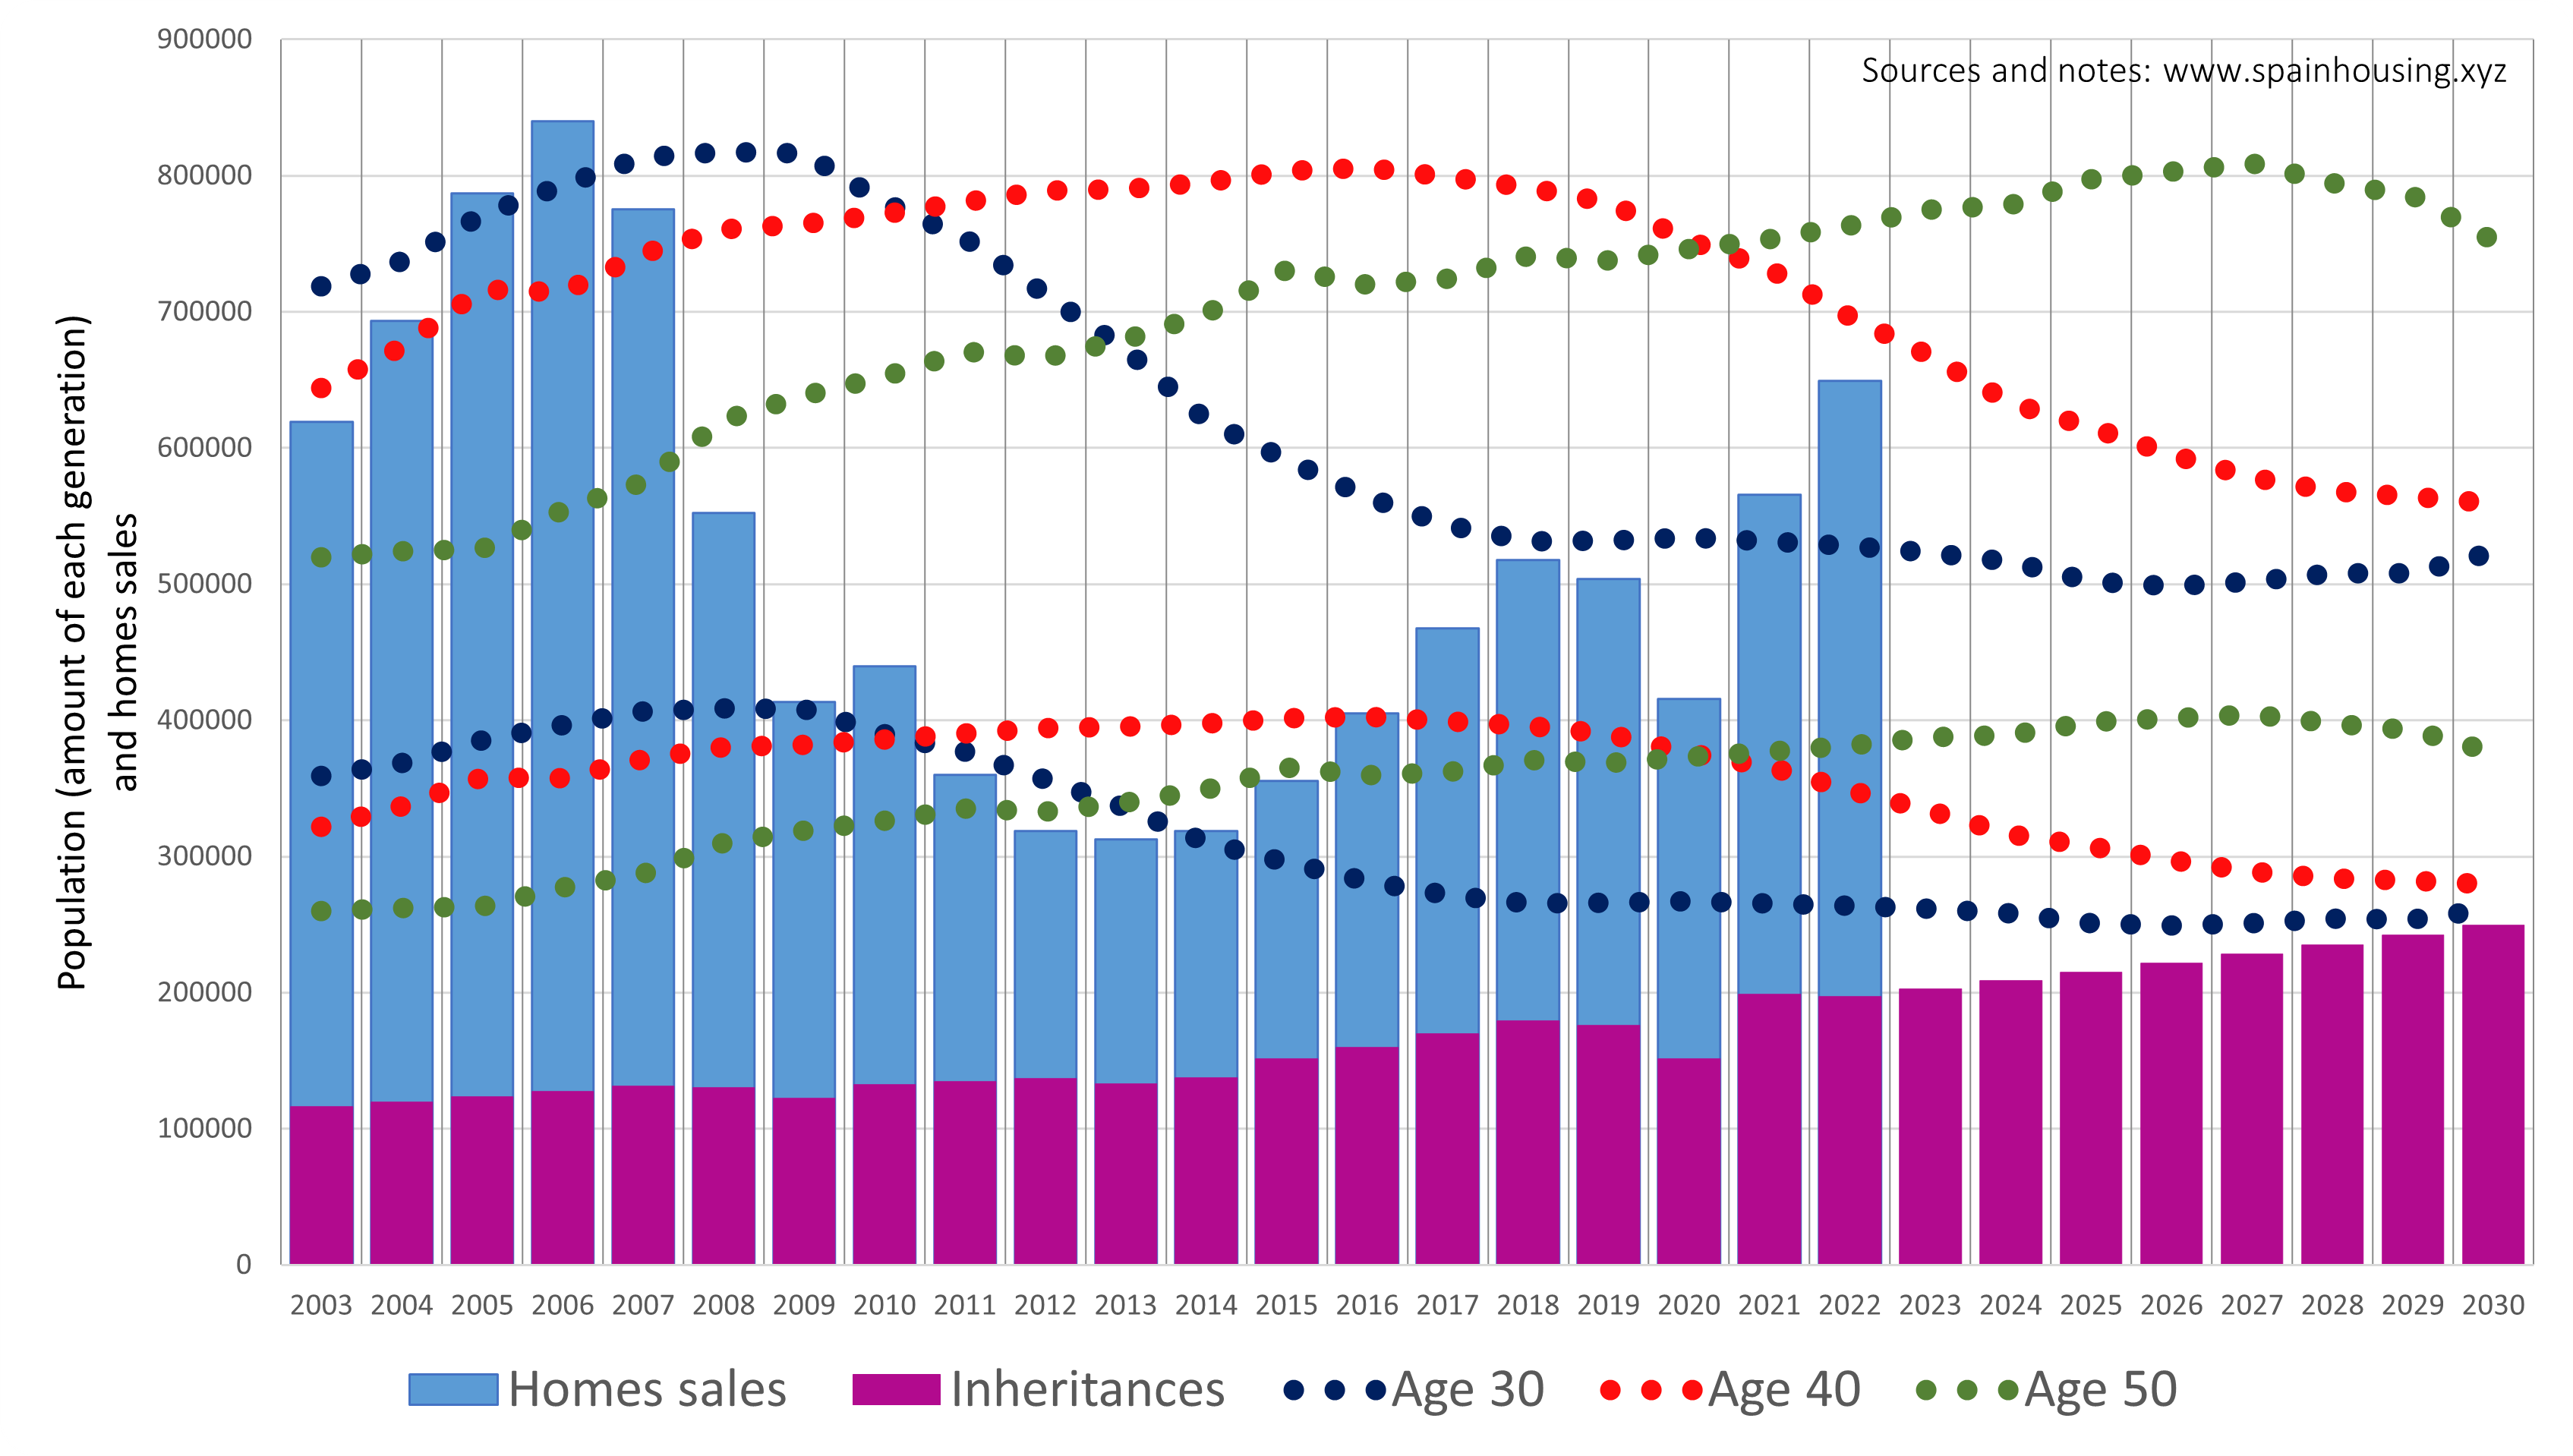 Sources and notes: www.spainhousing.xyz
Population (amount of each generation)
and homes sales
900000
800000
700000
600000
500000
400000
300000
200000
100000
0
2003 2004 2005 2006 2007 2008 2009 2010 2011 2012 2013 2014 2015 2016 2017 2018 2019 2020 2021 2022 2023 2024 2025 2026 2027 2028 2029 2030
Homes sales Inheritances Age 30 Age 40 Age 50